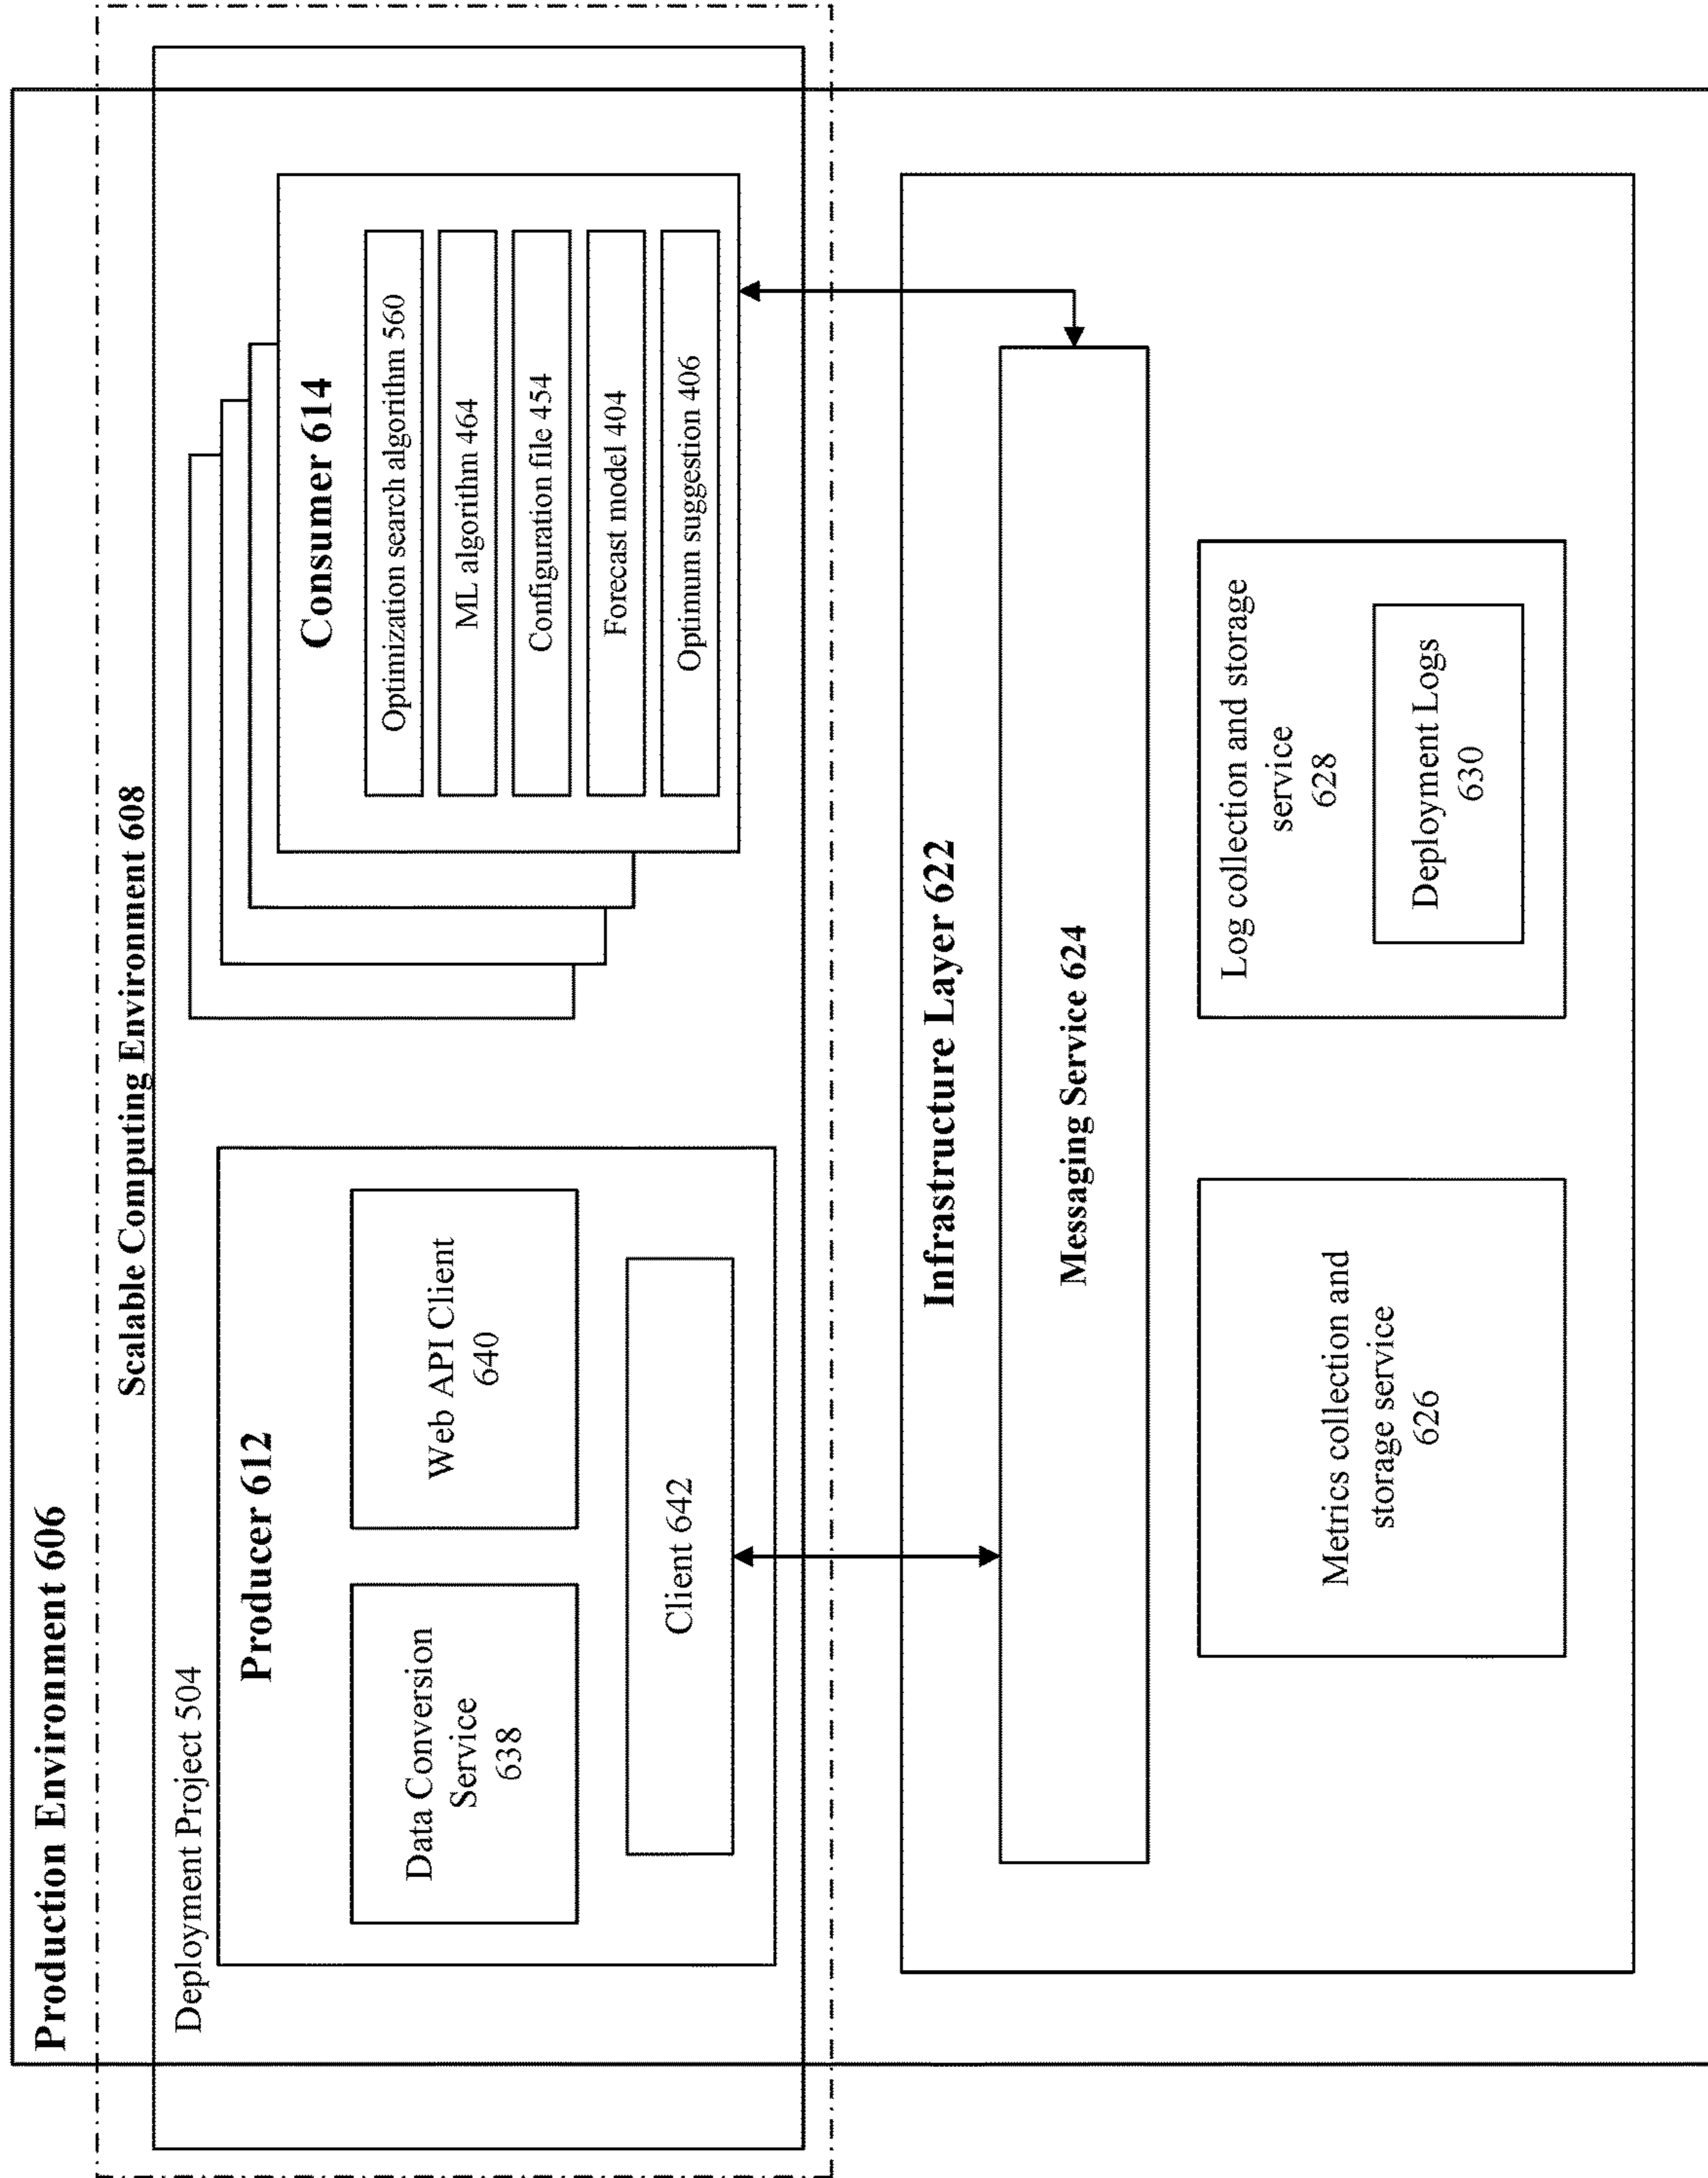 Production Environment 606
Scalable Computing Environment 608
Deployment Project 504
Producer 612
Data Conversion
Service
638
Web API Client
640
Client 642
Consumer 614
Optimization search algorithm 560
ML algorithm 464
Configuration file 454
Forecast model 404
Optimum suggestion 406
Infrastructure Layer 622
Messaging Service 624
Metrics collection and
storage service
626
Log collection and storage
service
628
Deployment Logs
630